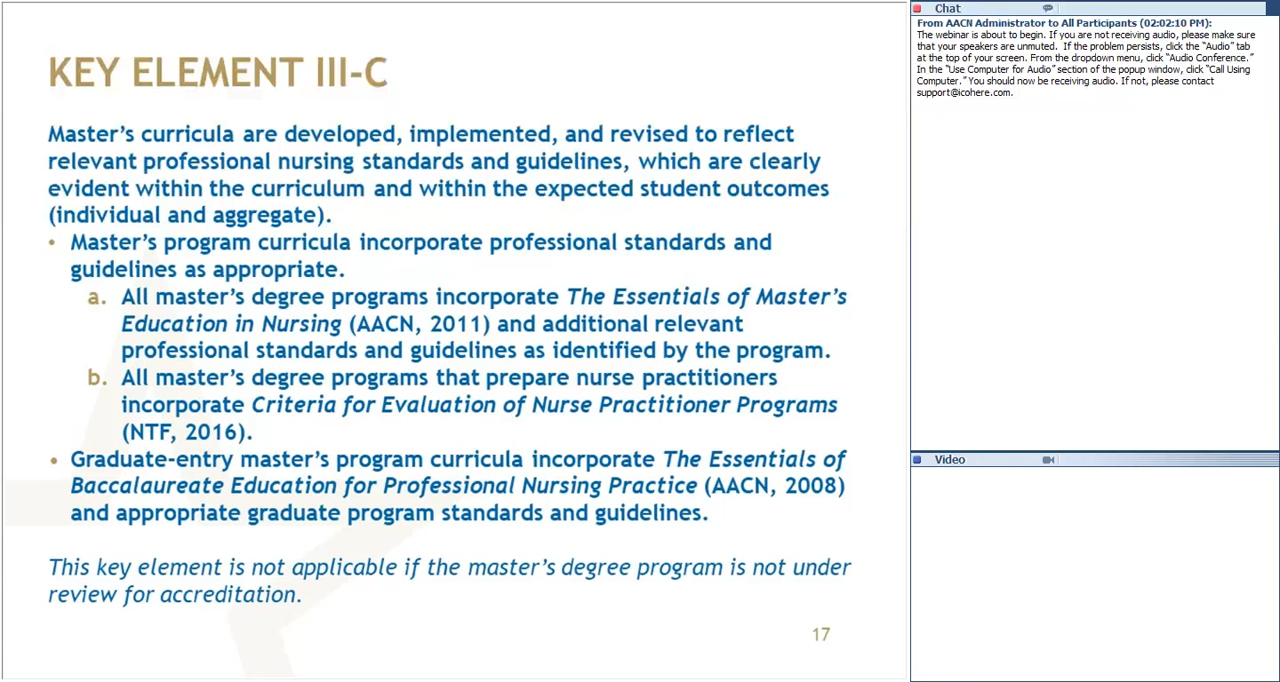 KEY ELEMENT III-C
Master's curricula are developed, implemented, and revised to reflect
relevant professional nursing standards and guidelines, which are clearly
evident within the curriculum and within the expected student outcomes
(individual and aggregate).
• Master's program curricula incorporate professional standards and
guidelines as appropriate.
a. All master's degree programs incorporate The Essentials of Master's
Education in Nursing (AACN, 2011) and additional relevant
professional standards and guidelines as identified by the program.
b. All master's degree programs that prepare nurse practitioners
incorporate Criteria for Evaluation of Nurse Practitioner Programs
(NTF, 2016).
• Graduate-entry master's program curricula incorporate The Essentials of
Baccalaureate Education for Professional Nursing Practice (AACN, 2008)
and appropriate graduate program standards and guidelines.
This key element is not applicable if the master's degree program is not under
review for accreditation.
17
Chat
From AACN Administrator to All Participants (02:02:10 PM):
The webinar is about to begin. If you are not receiving audio, please make sure
that your speakers are unmuted. If the problem persists, click the "Audio" tab
at the top of your screen. From the dropdown menu, click "Audio Conference."
In the "Use Computer for Audio" section of the popup window, click "Call Using
Computer." You should now be receiving audio. If not, please contact
support@icohere.com.
Video